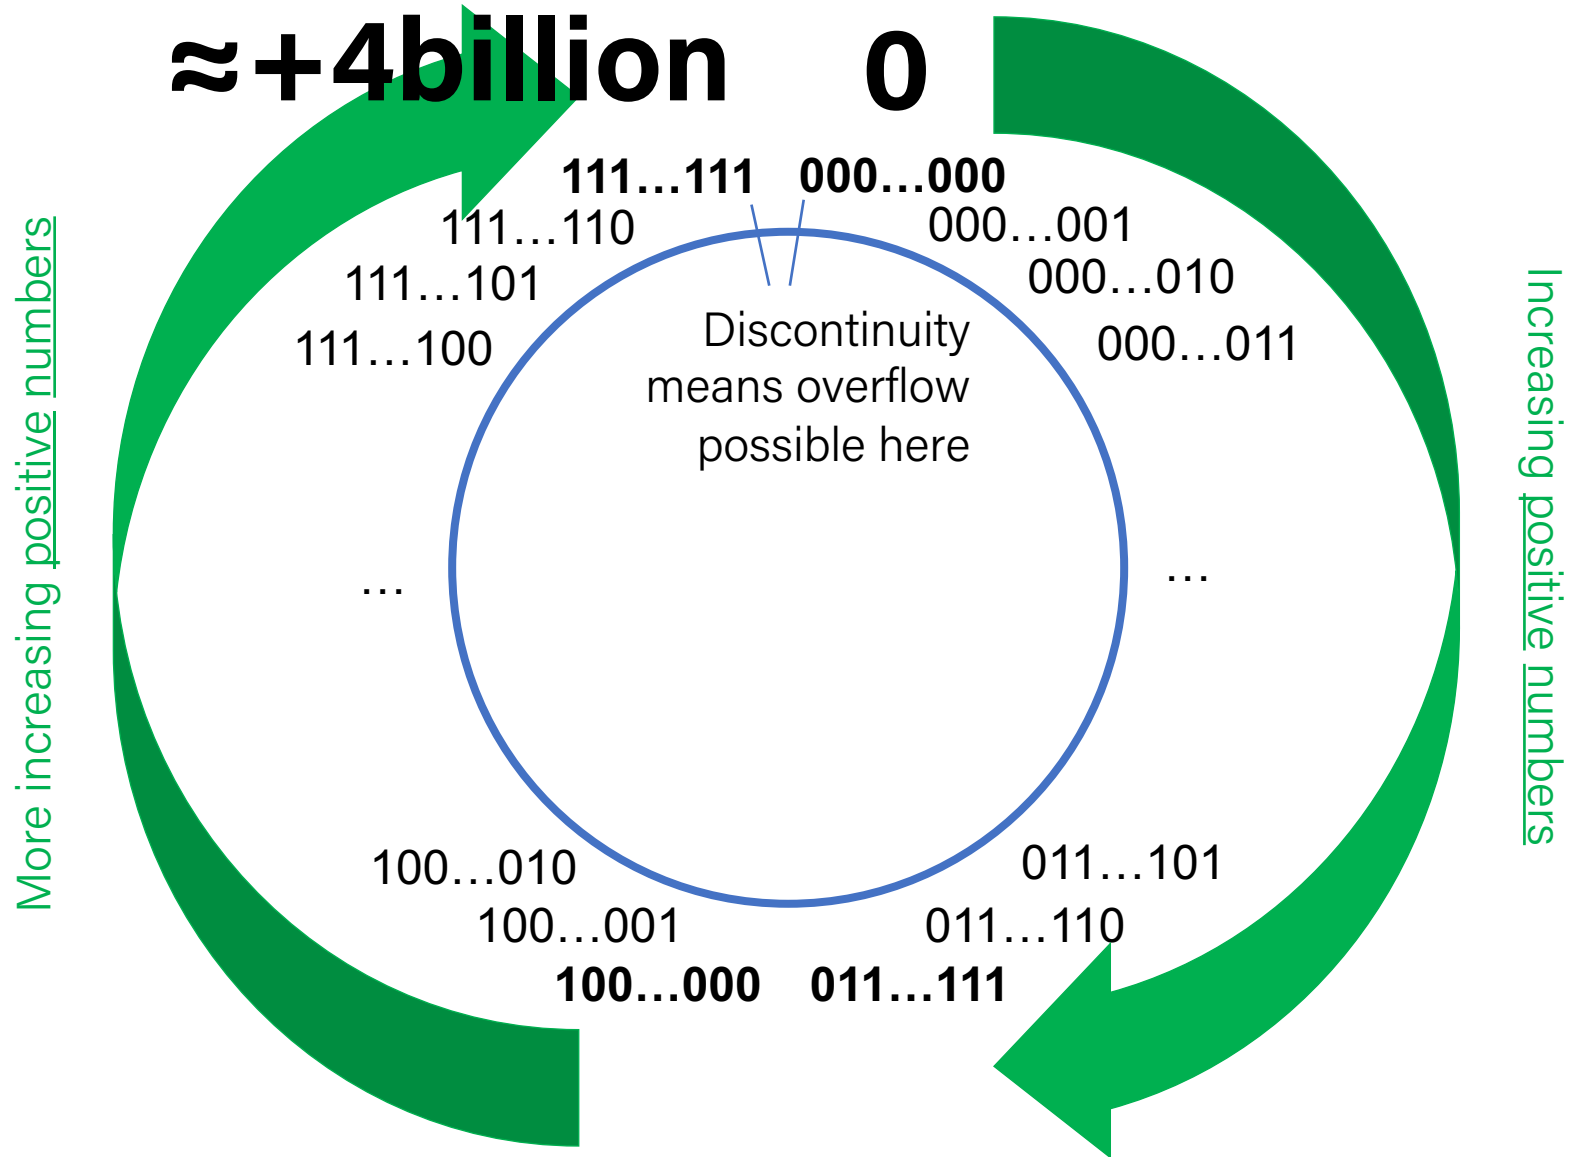 ≈+4billion 0
111…111 000…000
111…110 000…001
111…101 000…010
111…100 000…011
Discontinuity
means overflow
possible here
More increasing positive numbers
Increasing positive numbers
… …
100…010 011…101
100…001 011…110
100…000 011…111